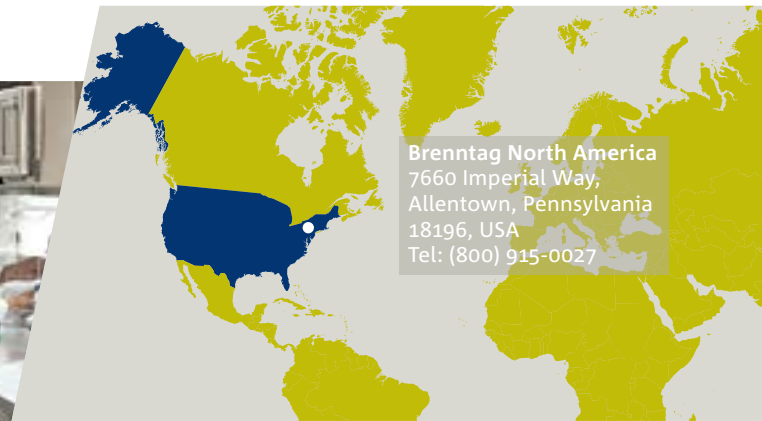 Brenntag North America
7660 Imperial Way,
Allentown, Pennsylvania
18196, USA
Tel: (800) 915-0027